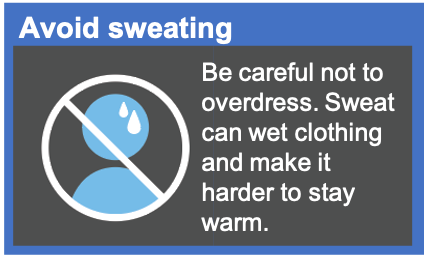 Avoid sweating
Be careful not to
overdress. Sweat
can wet clothing
and make it
harder to stay
warm.